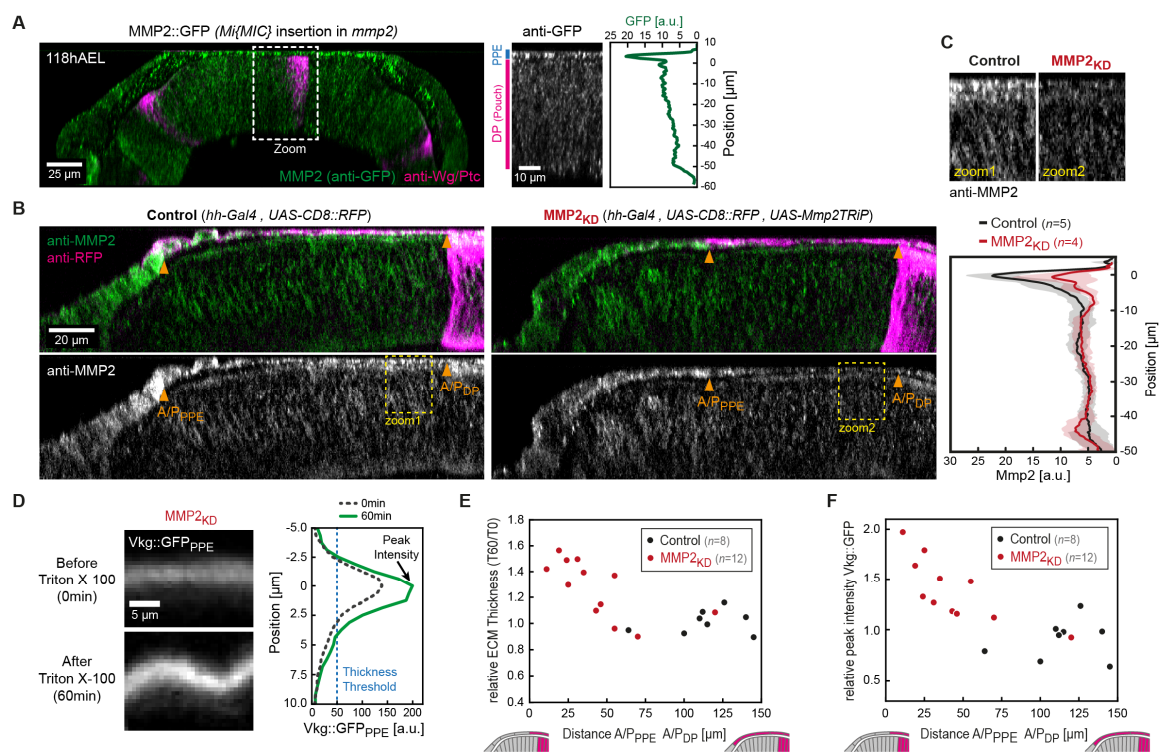 A
MMP2::GFP (Mi{MIC} insertion in mmp2)
118hAEL
Zoom
25 µm
MMP2 (anti-GFP)
anti-Wg/Ptc
anti-GFP
PPE
DP (Pouch)
10 µm
GFP [a.u.]
25 20 15 10 5 0
10
0
-10
-20
-30
-40
-50
-60
Position [µm]
C
Control
MMP2KD
zoom1
zoom2
anti-MMP2
Control (n=5)
MMP2KD (n=4)
0
-10
-20
-30
-40
-50
Position [µm]
30 25 20 15 10 5 0
Mmp2 [a.u.]
B
Control (hh-Gal4 , UAS-CD8::RFP)
MMP2KD (hh-Gal4 , UAS-CD8::RFP , UAS-Mmp2TRiP)
anti-MMP2
anti-RFP
20 µm
anti-MMP2
A/PPPE
zoom1
A/PDP
A/PPPE
zoom2
A/PDP
D
MMP2KD
Before
Triton X 100
(0min)
Vkg::GFPPPE
5 µm
After
Triton X-100
(60min)
0min
60min
Peak
Intensity
Thickness
Threshold
-5.0
-2.5
0
2.5
5.0
7.5
10.0
Position [µm]
0 50 100 150 200
Vkg::GFPPPE [a.u.]
E
Control (n=8)
MMP2KD (n=12)
1.8
1.6
1.4
1.2
1.0
0.8
0.6
0.4
relative ECM Thickness (T60/T0)
0 25 50 75 100 125 150
Distance A/PPPE A/PDP [µm]
F
Control (n=8)
MMP2KD (n=12)
2.0
1.5
1.0
0.5
relative peak intensity Vkg::GFP
0 25 50 75 100 125 150
Distance A/PPPE A/PDP [µm]